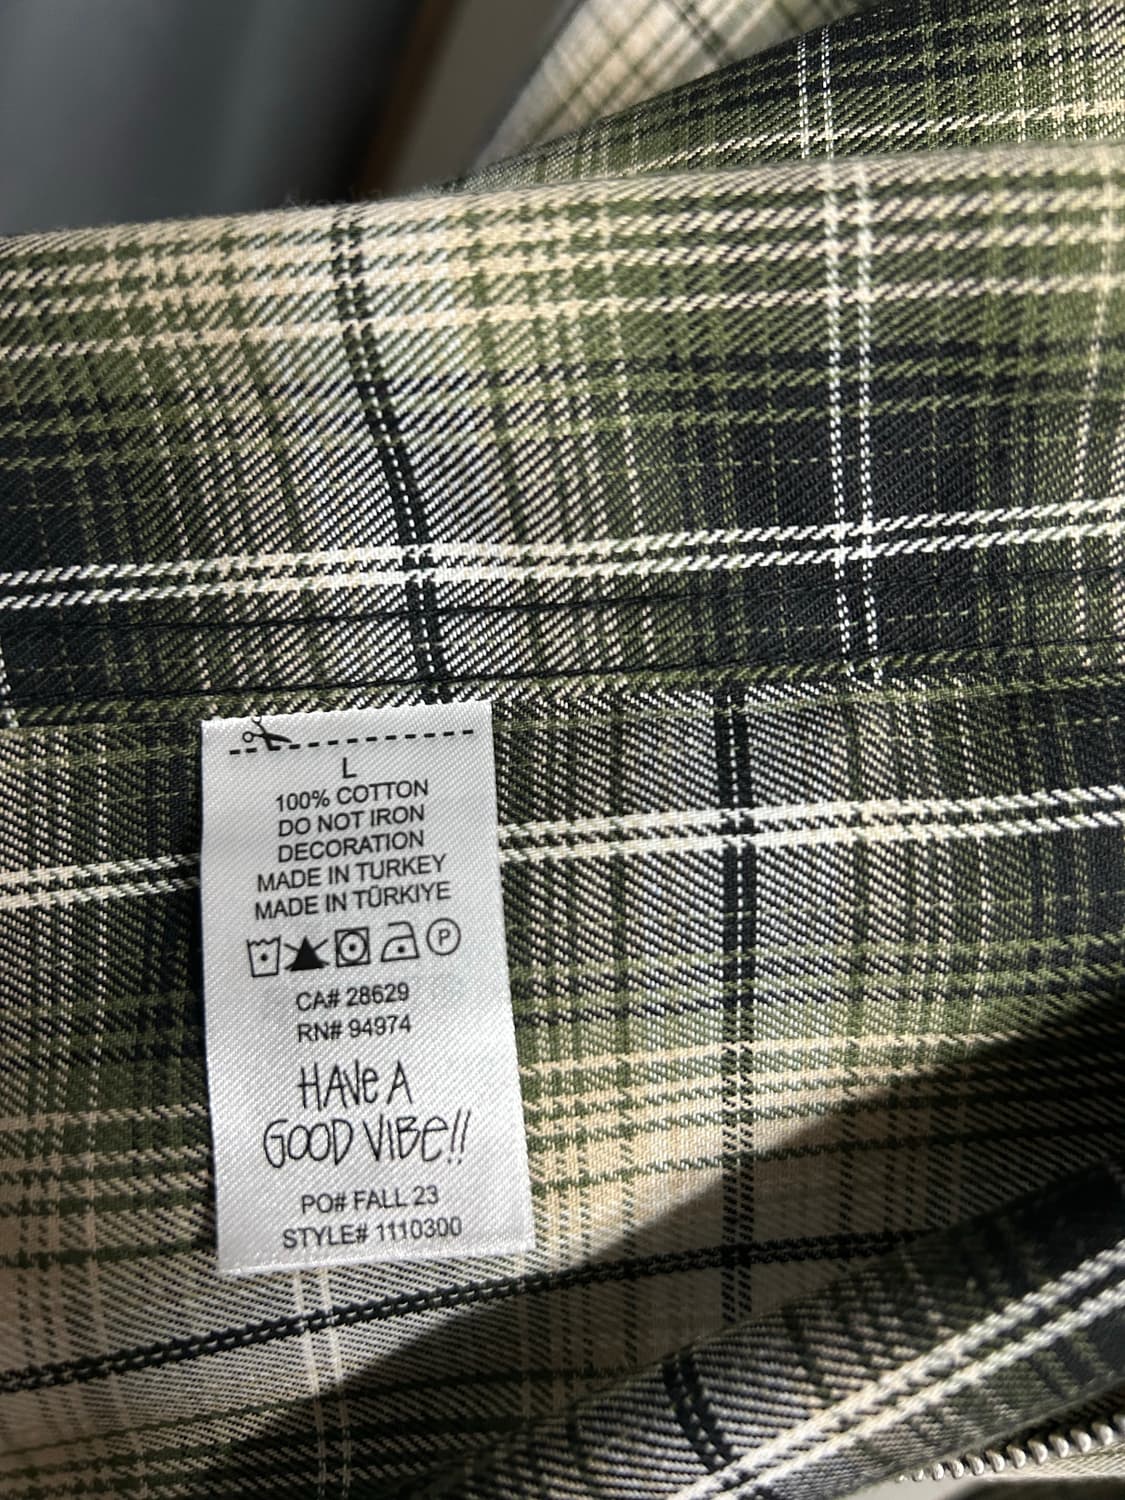 L
100% COTTON
DO NOT IRON
DECORATION
MADE IN TURKEY
MADE IN TÜRKIYE
P
CA# 28629
RN# 94974
HAVE A
GOOD VIBE!!
PO# FALL 23
STYLE# 1110300